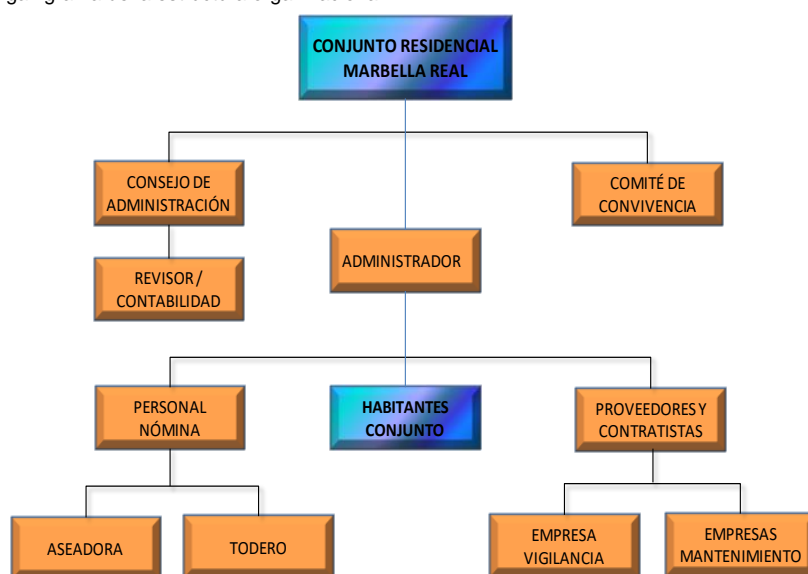 CONJUNTO RESIDENCIAL
MARBELLA REAL
CONSEJO DE
ADMINISTRACIÓN
COMITÉ DE
CONVIVENCIA
REVISOR /
CONTABILIDAD
ADMINISTRADOR
PERSONAL
NÓMINA
HABITANTES
CONJUNTO
PROVEEDORES Y
CONTRATISTAS
ASEADORA
TODERO
EMPRESA
VIGILANCIA
EMPRESAS
MANTENIMIENTO